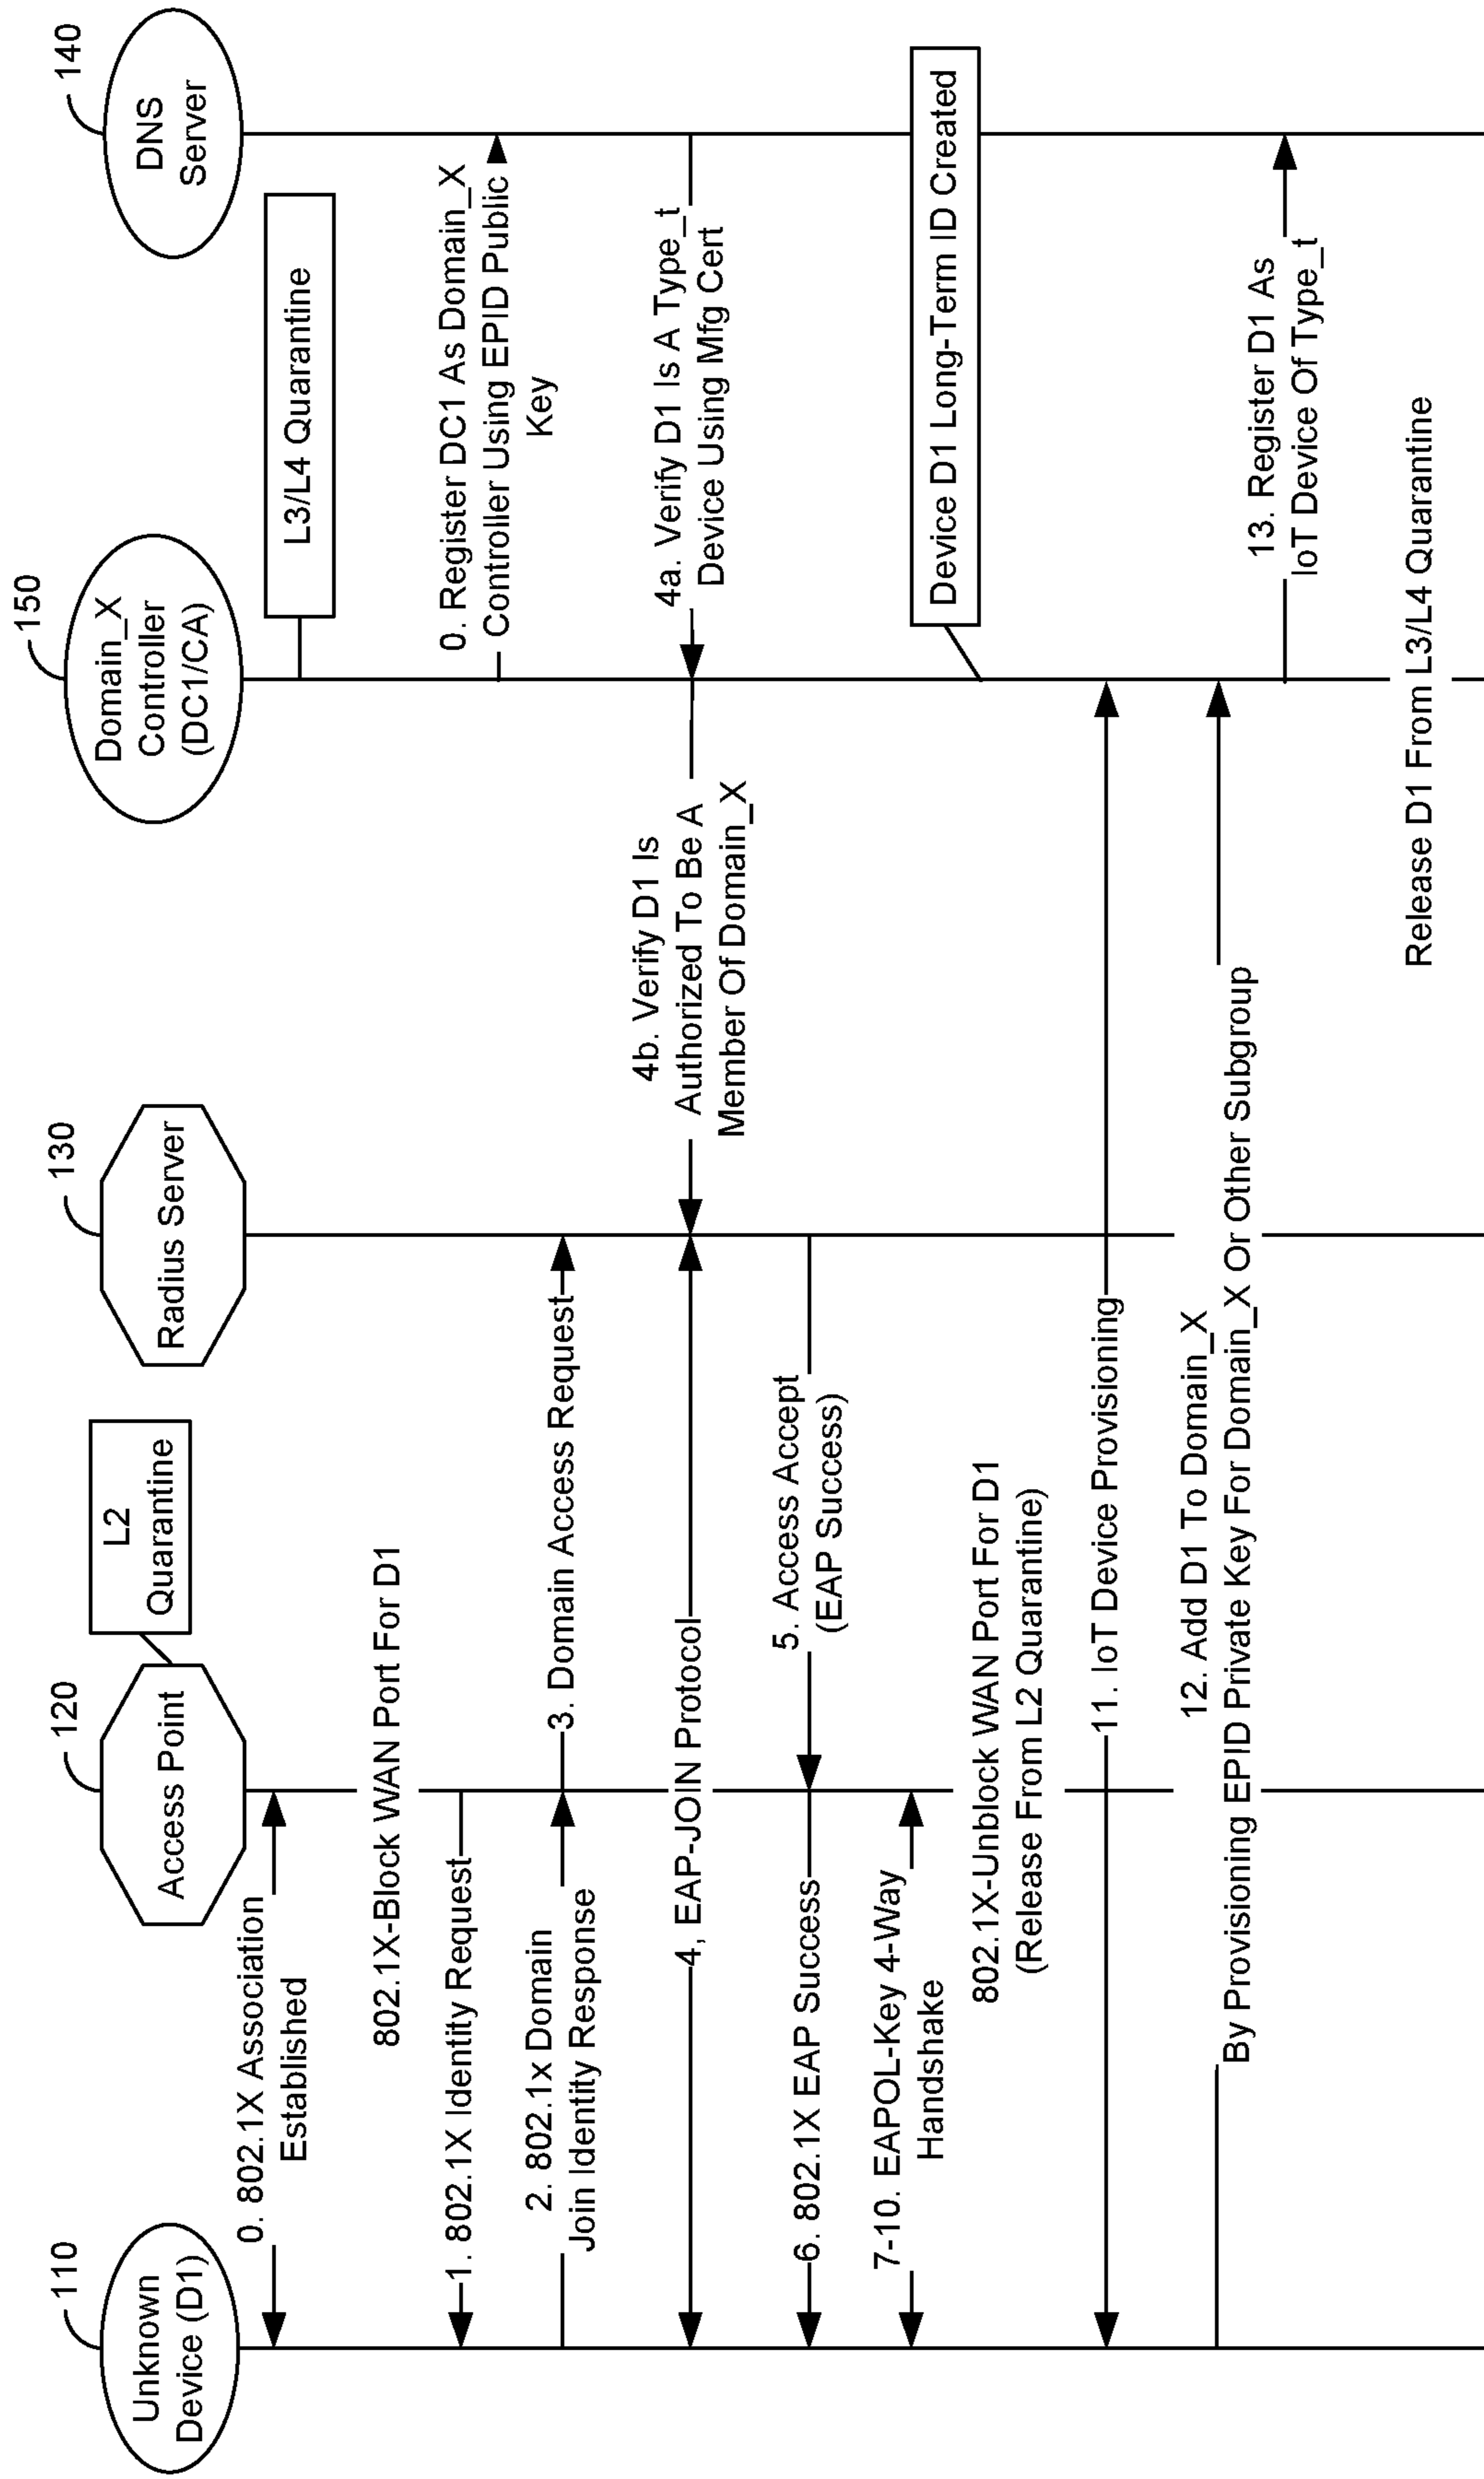 110
Unknown
Device (D1)
120
Access Point
L2
Quarantine
130
Radius Server
150
Domain_X
Controller
(DC1/CA)
140
DNS
Server
L3/L4 Quarantine
0. 802.1X Association
Established
802.1X-Block WAN Port For D1
0. Register DC1 As Domain_X
Controller Using EPID Public
Key
1. 802.1X Identity Request
2. 802.1x Domain
Join Identity Response
3. Domain Access Request
4, EAP-JOIN Protocol
4b. Verify D1 Is
Authorized To Be A
Member Of Domain_X
4a. Verify D1 Is A Type_t
Device Using Mfg Cert
5. Access Accept
(EAP Success)
6. 802.1X EAP Success
7-10. EAPOL-Key 4-Way
Handshake
Device D1 Long-Term ID Created
802.1X-Unblock WAN Port For D1
(Release From L2 Quarantine)
11. IoT Device Provisioning
12. Add D1 To Domain_X
By Provisioning EPID Private Key For Domain_X Or Other Subgroup
13. Register D1 As
IoT Device Of Type_t
Release D1 From L3/L4 Quarantine